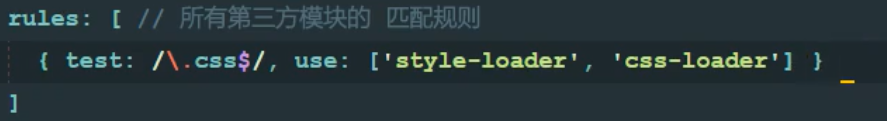 rules: [ // 所有第三方模块的 匹配规则
{ test: /\.css$/, use: ['style-loader', 'css-loader'] }
]